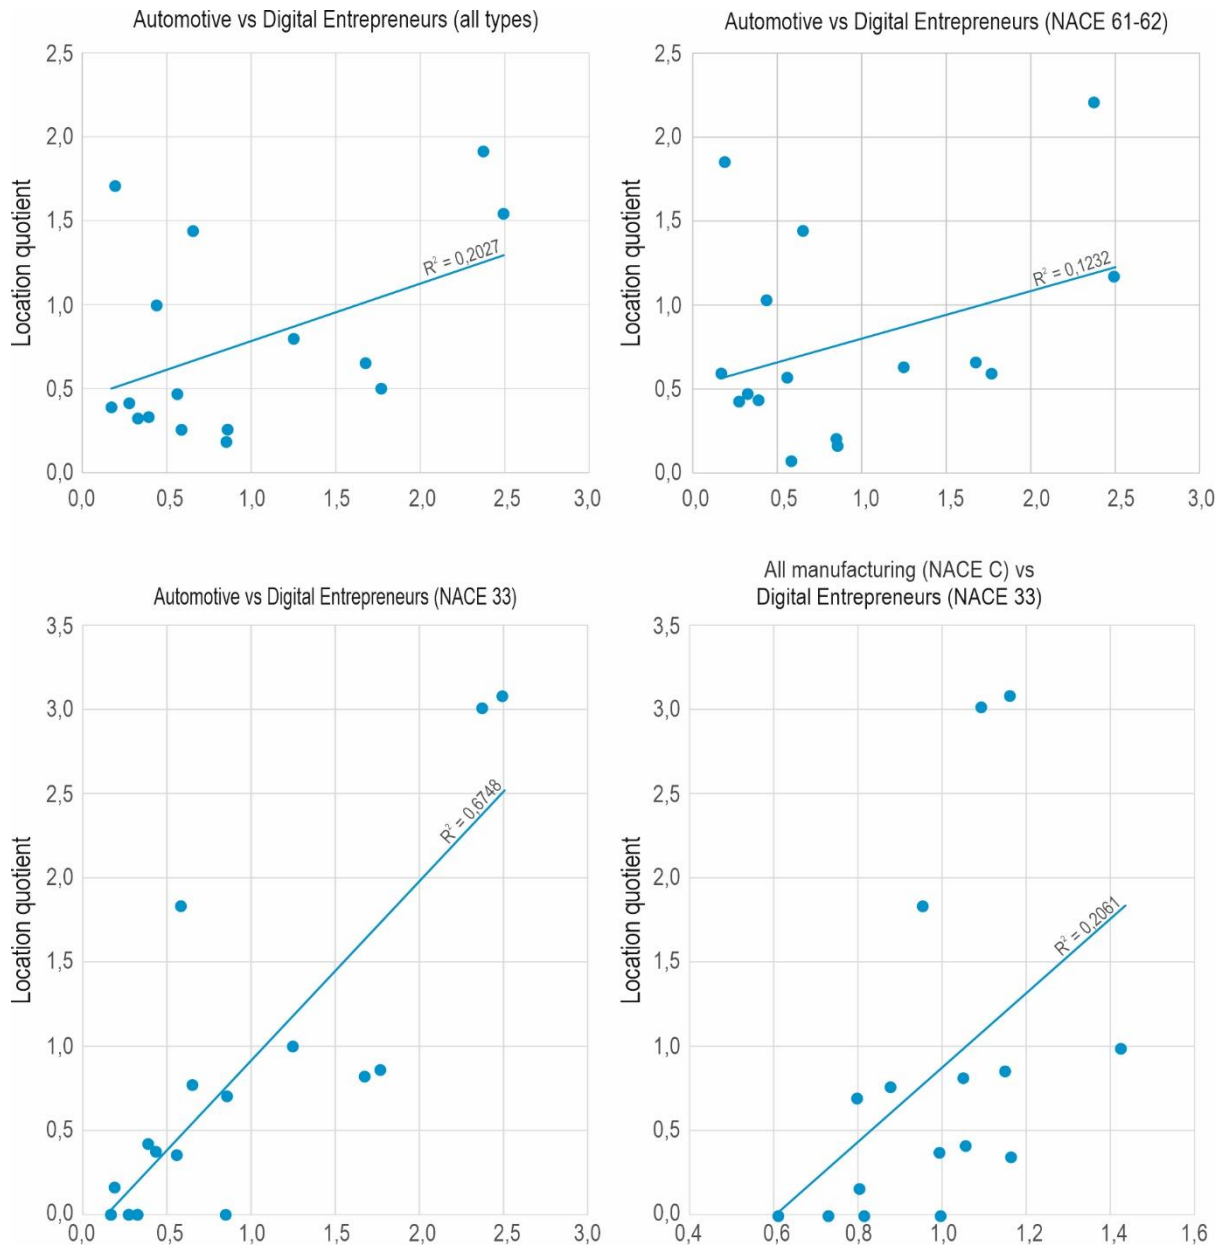 Automotive vs Digital Entrepreneurs (all types)
2,5
2,0
1,5
1,0
0,5
0,0
Location quotient
R² = 0,2027
0,0 0,5 1,0 1,5 2,0 2,5 3,0
Automotive vs Digital Entrepreneurs (NACE 61-62)
2,5
2,0
1,5
1,0
0,5
0,0
Location quotient
R² = 0,1232
0,0 0,5 1,0 1,5 2,0 2,5 3,0
Automotive vs Digital Entrepreneurs (NACE 33)
3,5
3,0
2,5
2,0
1,5
1,0
0,5
0,0
Location quotient
R² = 0,6748
0,0 0,5 1,0 1,5 2,0 2,5 3,0
All manufacturing (NACE C) vs
Digital Entrepreneurs (NACE 33)
3,5
3,0
2,5
2,0
1,5
1,0
0,5
0,0
Location quotient
R² = 0,2061
0,4 0,6 0,8 1,0 1,2 1,4 1,6